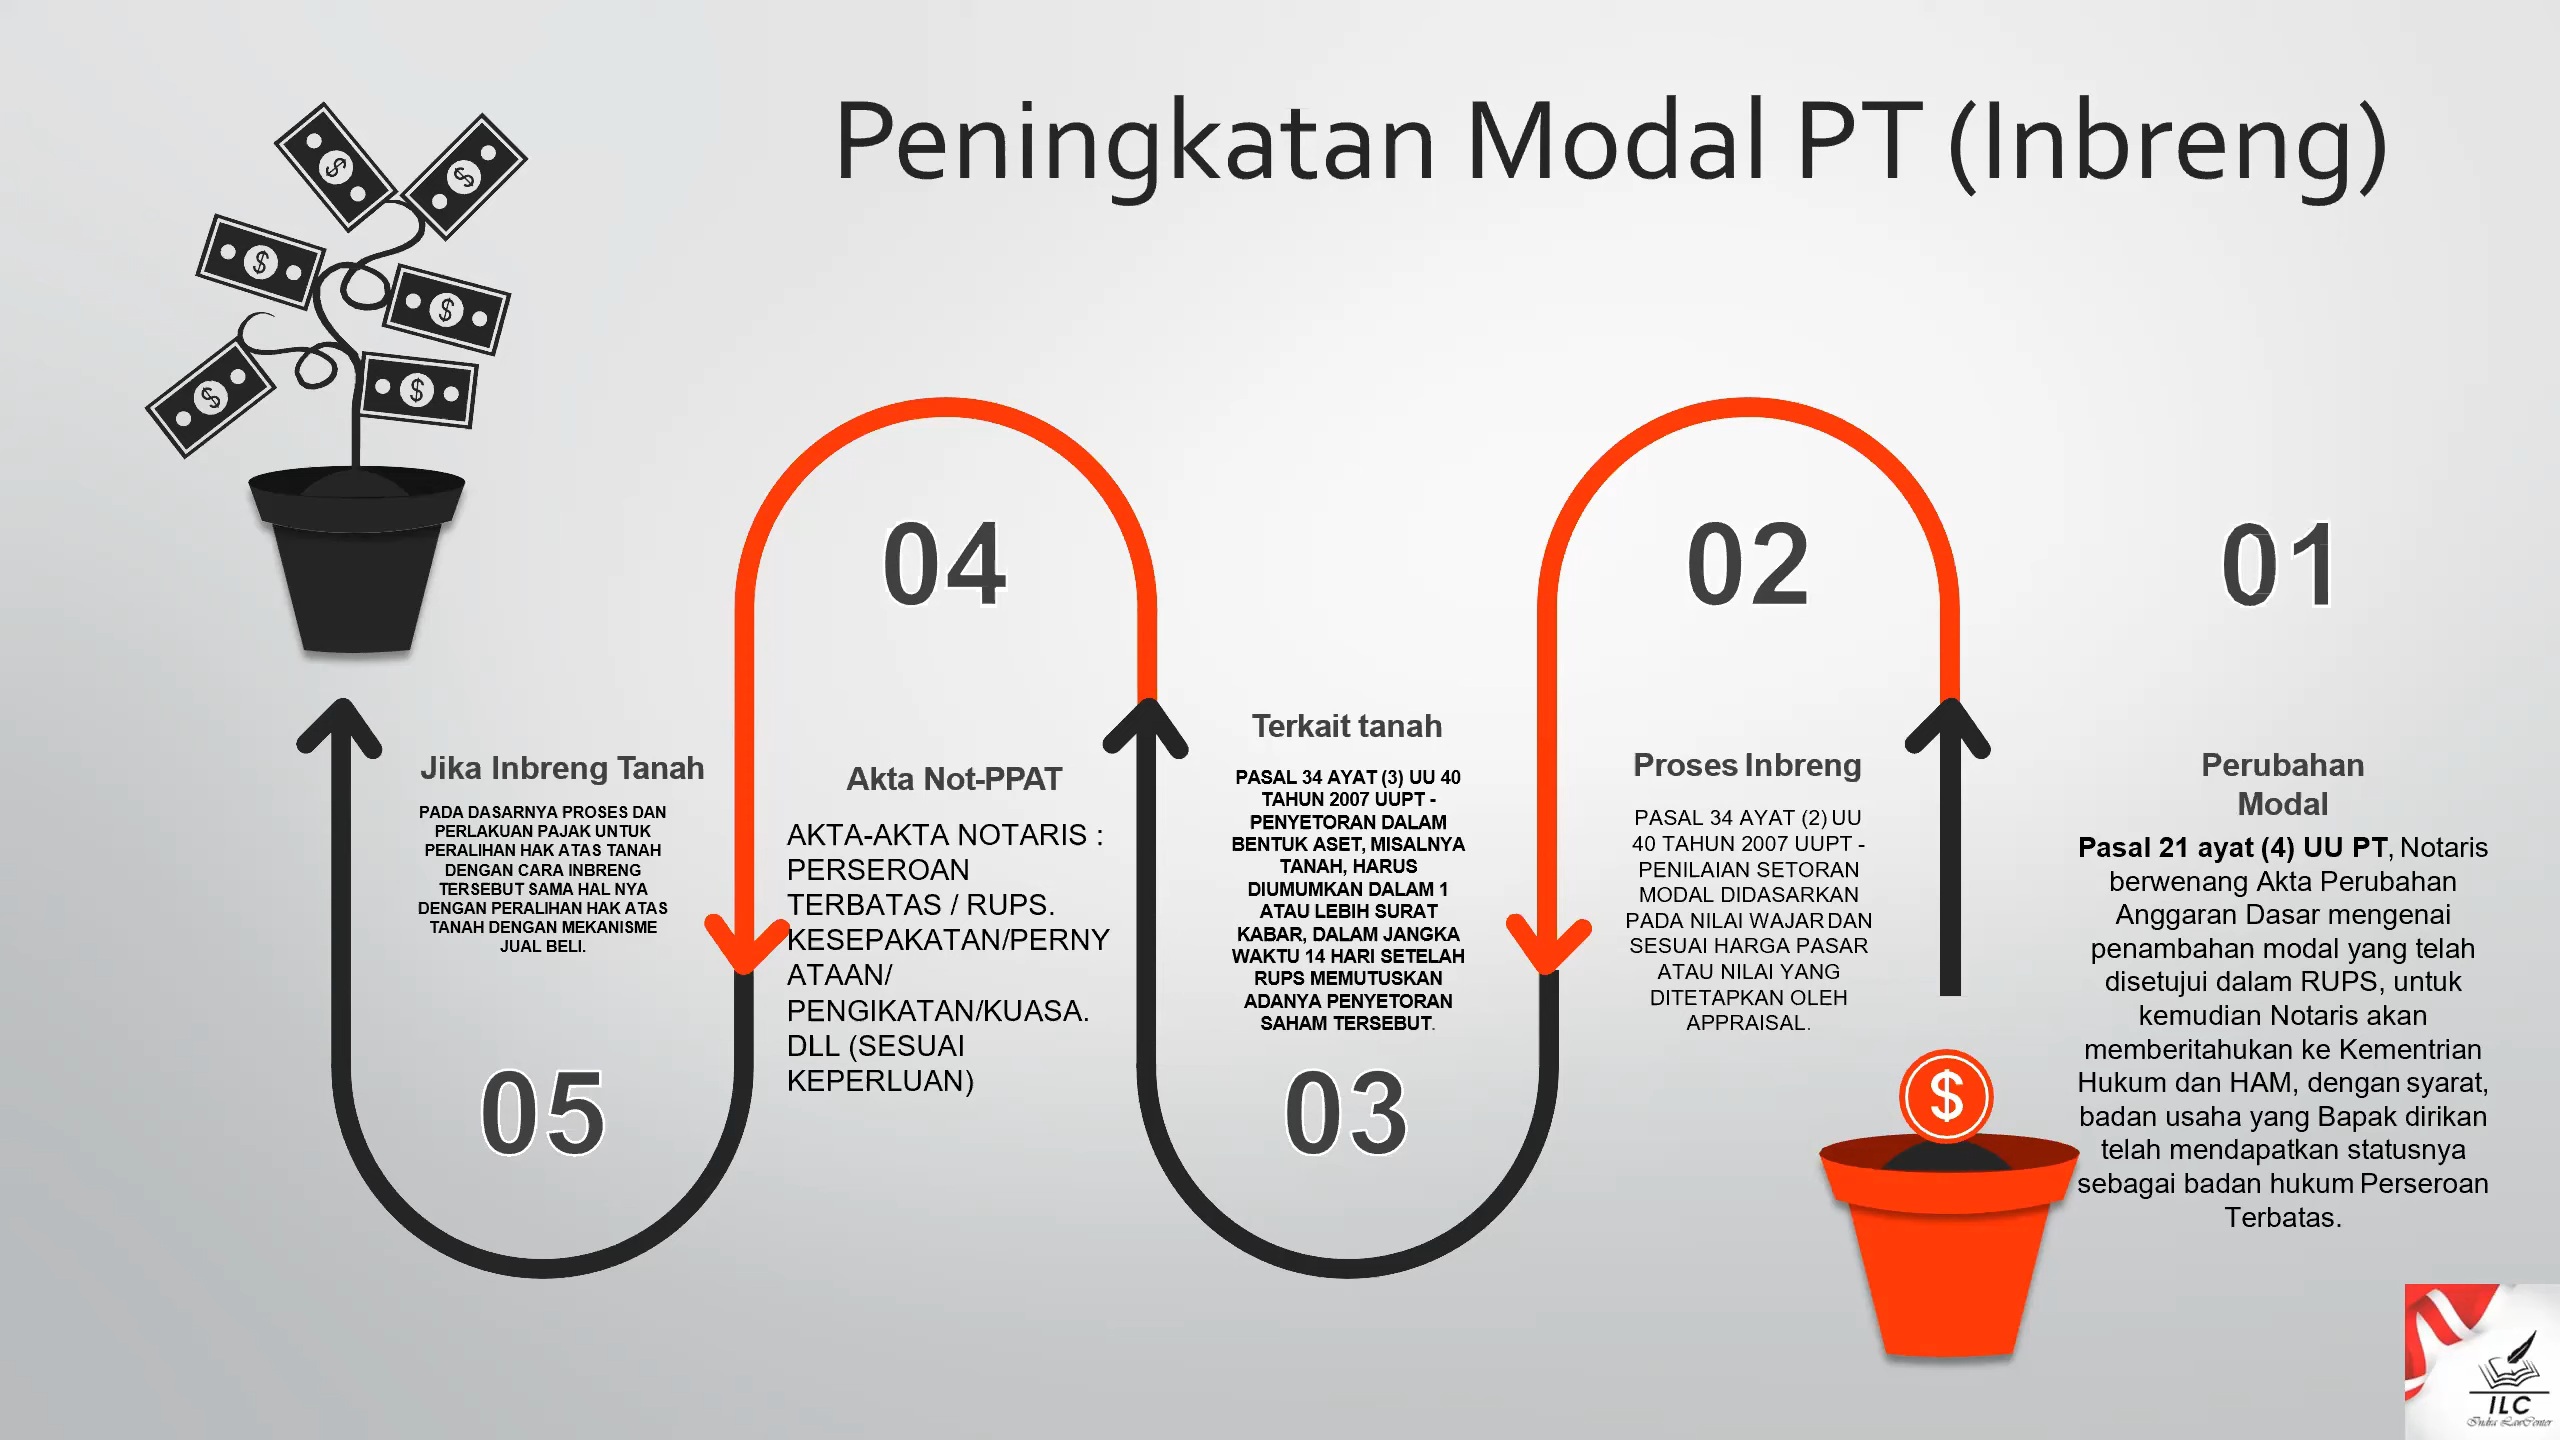 Peningkatan Modal PT (Inbreng)
01
Perubahan
Modal
Pasal 21 ayat (4) UU PT, Notaris
berwenang Akta Perubahan
Anggaran Dasar mengenai
penambahan modal yang telah
disetujui dalam RUPS, untuk
kemudian Notaris akan
memberitahukan ke Kementrian
Hukum dan HAM, dengan syarat,
badan usaha yang Bapak dirikan
telah mendapatkan statusnya
sebagai badan hukum Perseroan
Terbatas.
02
Proses Inbreng
PASAL 34 AYAT (2) UU
40 TAHUN 2007 UUPT -
PENILAIAN SETORAN
MODAL DIDASARKAN
PADA NILAI WAJAR DAN
SESUAI HARGA PASAR
ATAU NILAI YANG
DITETAPKAN OLEH
APPRAISAL.
Terkait tanah
PASAL 34 AYAT (3) UU 40
TAHUN 2007 UUPT -
PENYETORAN DALAM
BENTUK ASET, MISALNYA
TANAH, HARUS
DIUMUMKAN DALAM 1
ATAU LEBIH SURAT
KABAR, DALAM JANGKA
WAKTU 14 HARI SETELAH
RUPS MEMUTUSKAN
ADANYA PENYETORAN
SAHAM TERSEBUT.
03
04
Akta Not-PPAT
AKTA-AKTA NOTARIS :
PERSEROAN
TERBATAS / RUPS.
KESEPAKATAN/PERNY
ATAAN/
PENGIKATAN/KUASA.
DLL (SESUAI
KEPERLUAN)
Jika Inbreng Tanah
PADA DASARNYA PROSES DAN
PERLAKUAN PAJAK UNTUK
PERALIHAN HAK ATAS TANAH
DENGAN CARA INBRENG
TERSEBUT SAMA HAL NYA
DENGAN PERALIHAN HAK ATAS
TANAH DENGAN MEKANISME
JUAL BELI.
05
$
$
$
$
$
$
$
ILC
Indra LawCenter